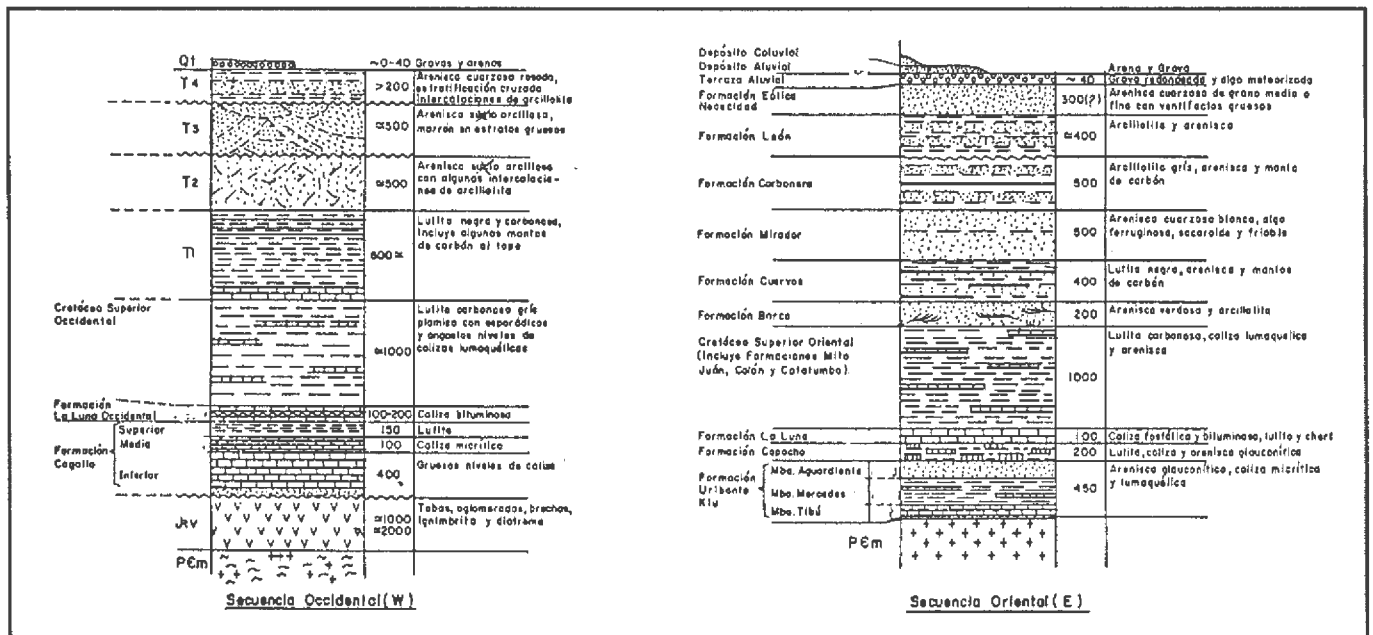 Qt
~0-40
Gravas y arenas
T4
>200
Arenisca cuarzosa rosada,
estratificación cruzada
intercalaciones de arcillolita
T3
≃500
Arenisca sucia arcillosa,
marrón en estratos gruesos
T2
≃500
Arenisca sucia arcillosa
con algunas intercalacio-
nes de arcillolita
T1
600≃
Lutita negra y carbonosa,
incluye algunos mantos
de carbón al tope
Cretáceo Superior
Occidental
≃1000
Lutita carbonosa gris
plomiza con esporádicos
y angostos niveles de
calizas lumaquélicas
Formación
La Luna Occidental
100-200
Caliza bituminosa
Formación
Cogollo
Superior
150
Lutita
Media
100
Caliza micrítica
Inferior
400
Gruesos niveles de caliza
JKV
≃1000
≃2000
Tobas, aglomerados, brechas,
ignimbrita y diatrema
P€m
Secuencia Occidental (W)
Depósito Coluvial
Depósito Aluvial
Arena y Grava
Terraza Aluvial
~ 40
Grava redondeada y algo meteorizada
Formación Eólica
Necesidad
300(?)
Arenisca cuarzosa de grano medio a
fino con ventifactos gruesos
Formación León
≃400
Arcillolita y arenisca
Formación Carbonera
500
Arcillolita gris, arenisca y manto
de carbón
Formación Mirador
500
Arenisca cuarzosa blanca, algo
ferruginosa, sacaroide y friable
Formación Cuervos
400
Lutita negra, arenisca y mantos
de carbón
Formación Barco
200
Arenisca verdosa y arcillolita
Cretáceo Superior Oriental
(Incluye Formaciones Mito
Juán, Colón y Catatumbo)
1000
Lutita carbonosa, caliza lumaquélica
y arenisca
Formación La Luna
100
Caliza fosfática y bituminosa, lutita y chert
Formación Capacho
200
Lutita, caliza y arenisca glauconítica
Formación
Uribante
Kiu
Mbo. Aguardiente
Mbo. Mercedes
Mbo. Tibú
450
Arenisca glauconítica, caliza micrítica
y lumaquélica
P€m
Secuencia Oriental (E)